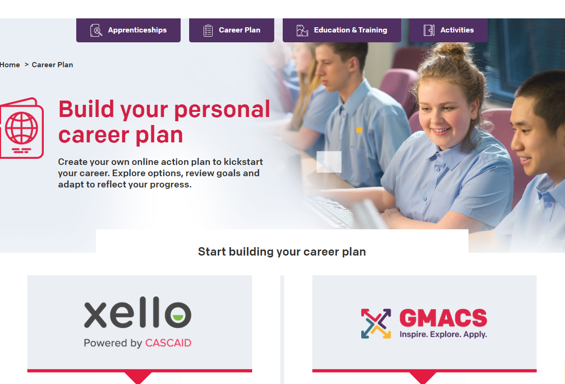 Apprenticeships
Career Plan
Education & Training
Activities
Home > Career Plan
Build your personal
career plan
Create your own online action plan to kickstart
your career. Explore options, review goals and
adapt to reflect your progress.
Start building your career plan
xello
Powered by CASCAID
GMACS
Inspire. Explore. Apply.